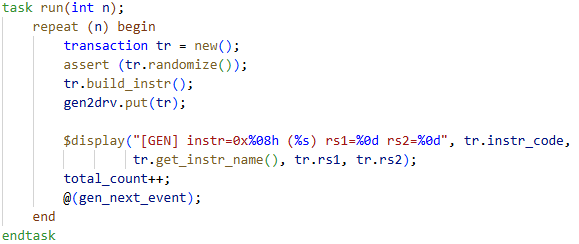 task run(int n);
    repeat (n) begin
        transaction tr = new();
        assert (tr.randomize());
        tr.build_instr();
        gen2drv.put(tr);

        $display("[GEN] instr=0x%08h (%s) rs1=%0d rs2=%0d", tr.instr_code,
                  tr.get_instr_name(), tr.rs1, tr.rs2);
        total_count++;
        @(gen_next_event);
    end
endtask